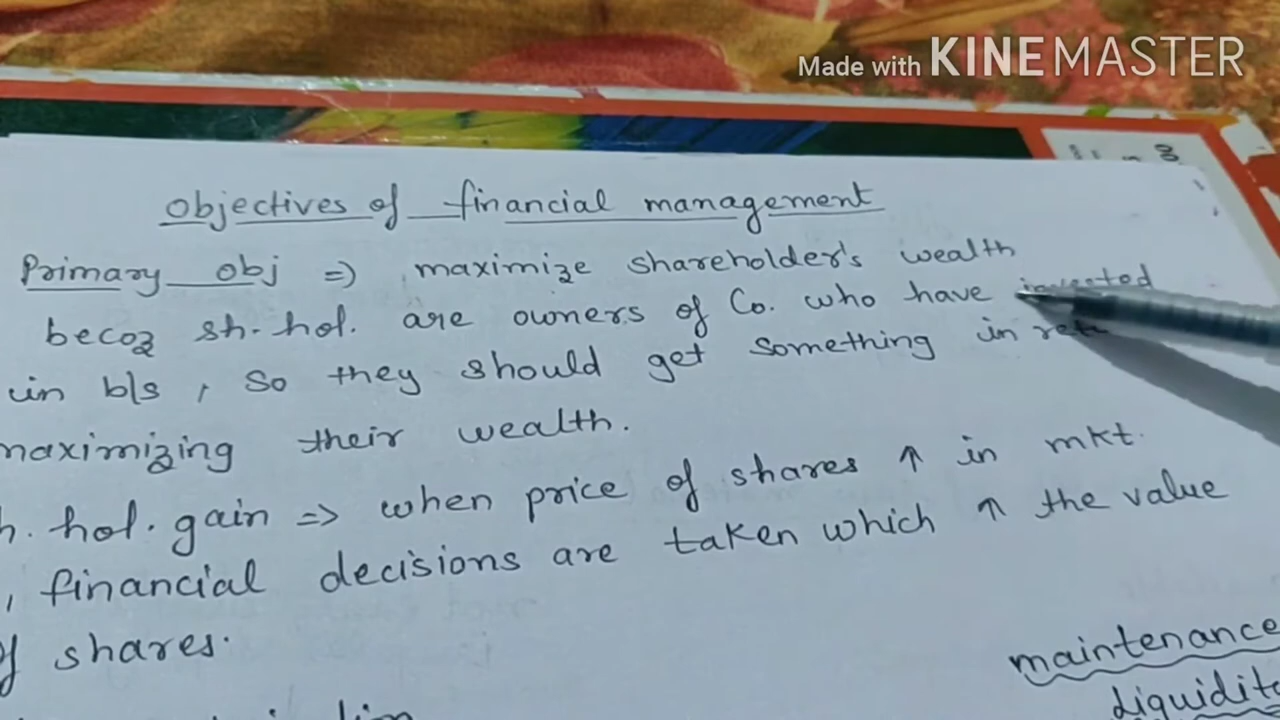 Made with KINEMASTER
Objectives of financial management
Primary obj => maximize shareholder's wealth
becoz sh. hol. are owners of Co. who have invested
in b/s, so they should get something in
maximizing their wealth.
hol. gain => when price of shares ↑ in mkt.
, financial decisions are taken which ↑ the value
of shares.
maintenance